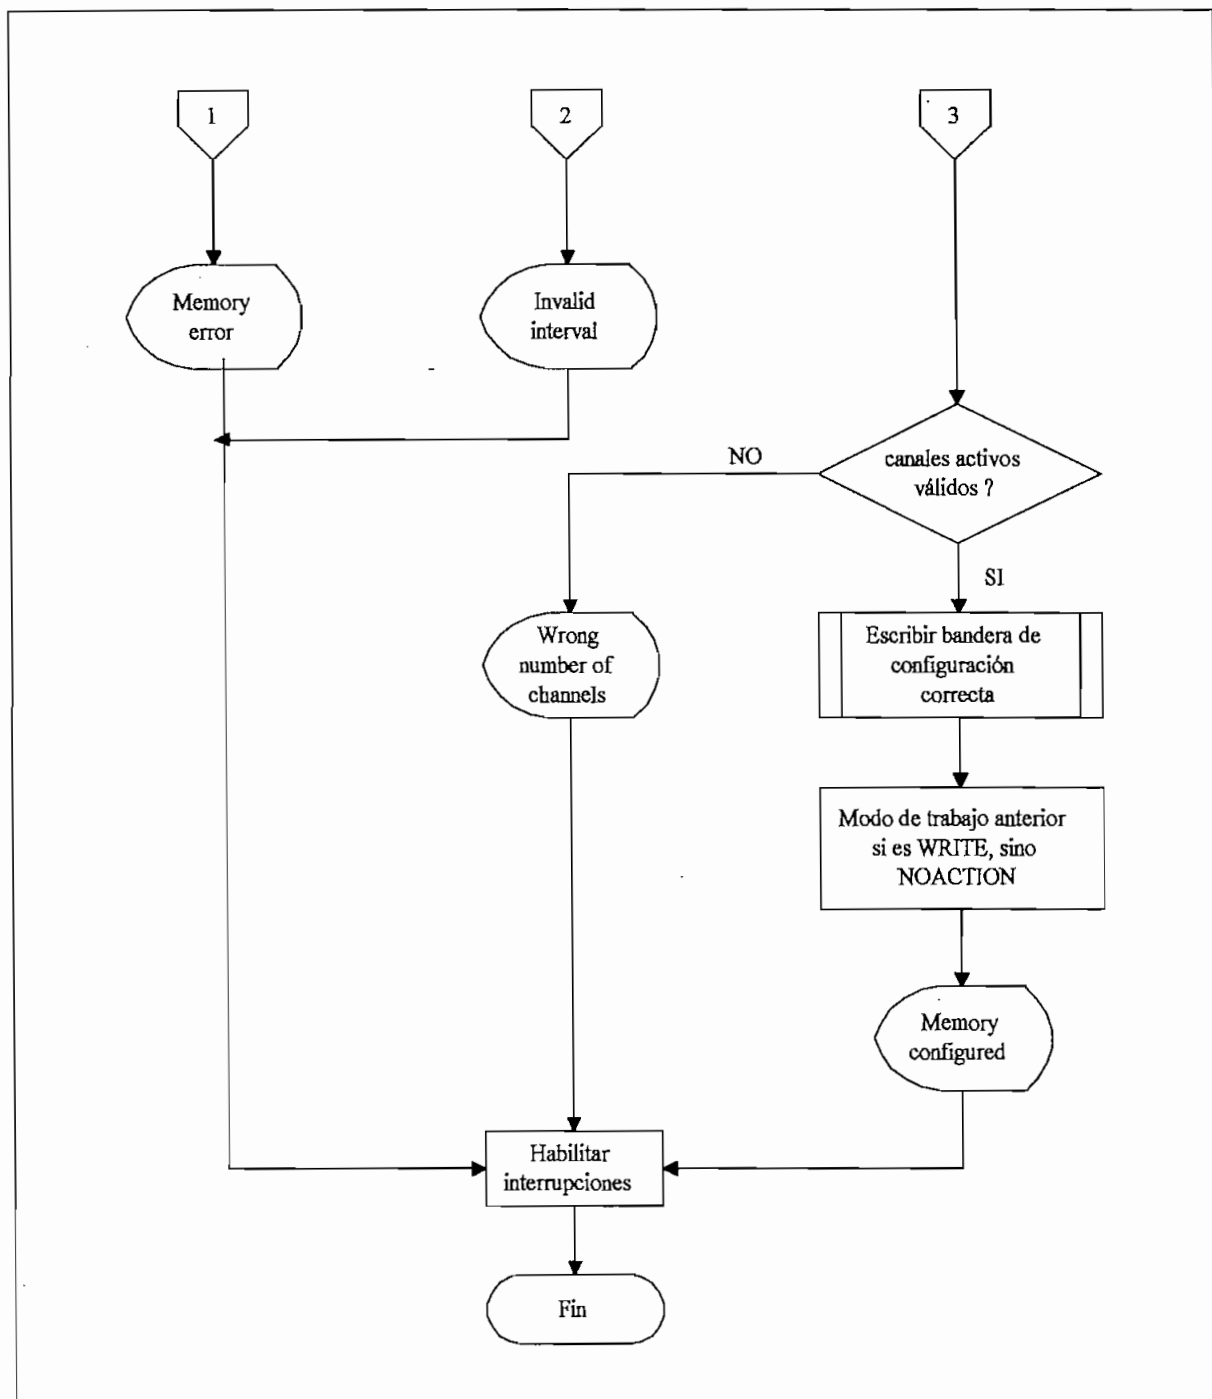 1
2
3
Memory
error
Invalid
interval
NO
canales activos
válidos ?
SI
Wrong
number of
channels
Escribir bandera de
configuración
correcta
Modo de trabajo anterior
si es WRITE, sino
NOACTION
Memory
configured
Habilitar
interrupciones
Fin